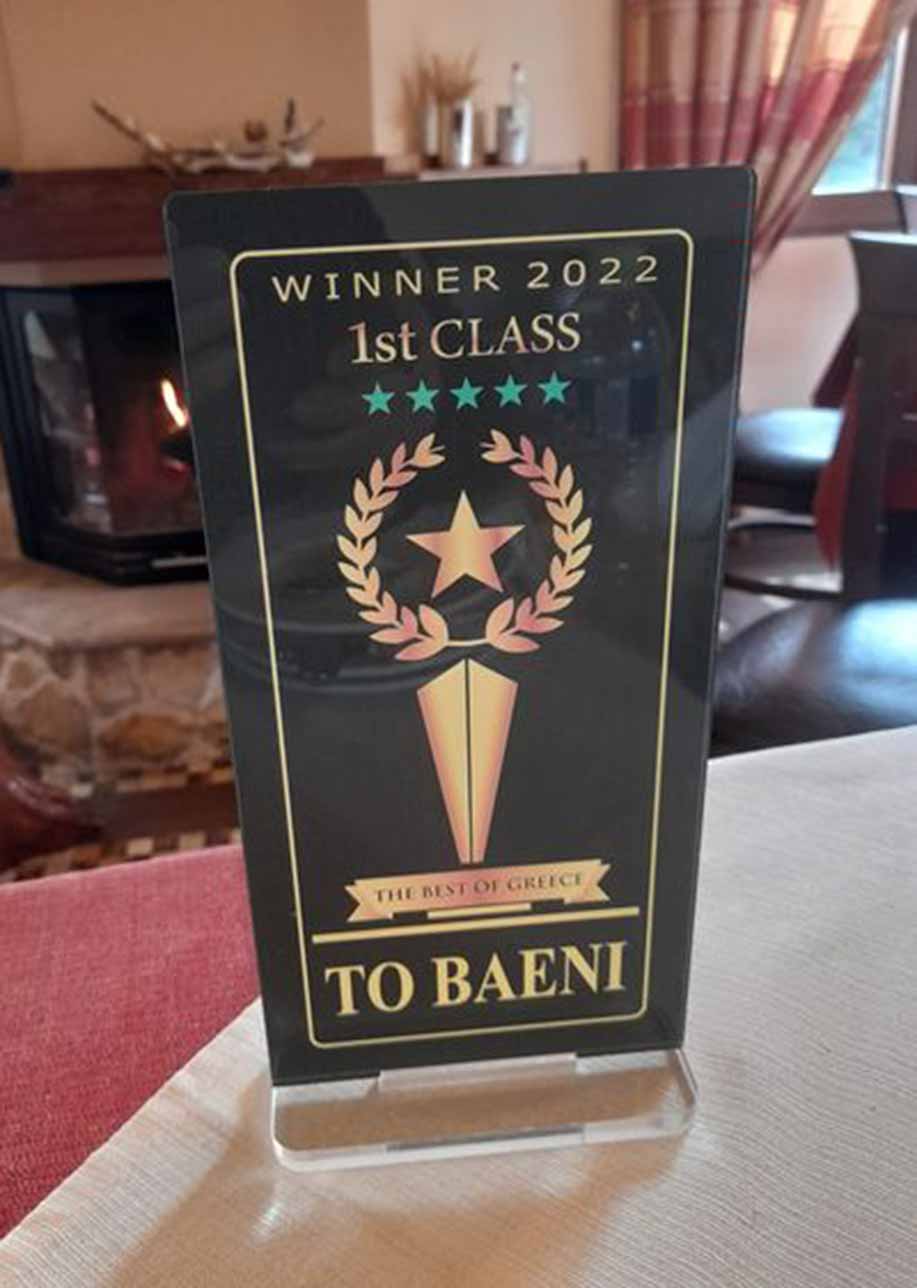 WINNER 2022
1st CLASS
THE BEST OF GREECE
TO BAENI